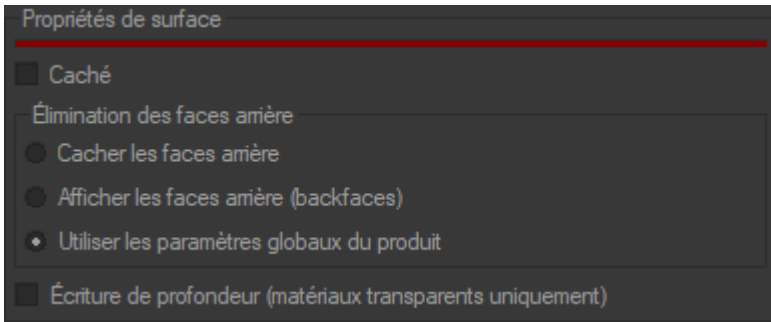 Propriétés de surface
Caché
Élimination des faces arrière
Cacher les faces arrière
Afficher les faces arrière (backfaces)
Utiliser les paramètres globaux du produit
Écriture de profondeur (matériaux transparents uniquement)